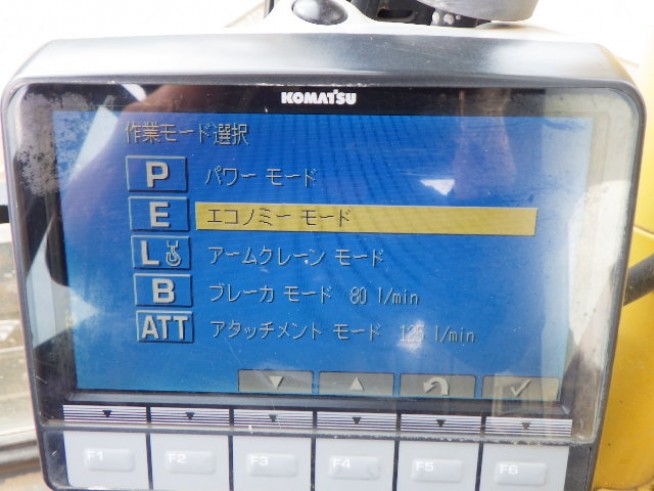 KOMATSU
作業モード選択
P パワー モード
E エコノミー モード
L アームクレーン モード
B ブレーカ モード 80 l/min
ATT アタッチメント モード l/min
F1 F2 F3 F4 F5 F6